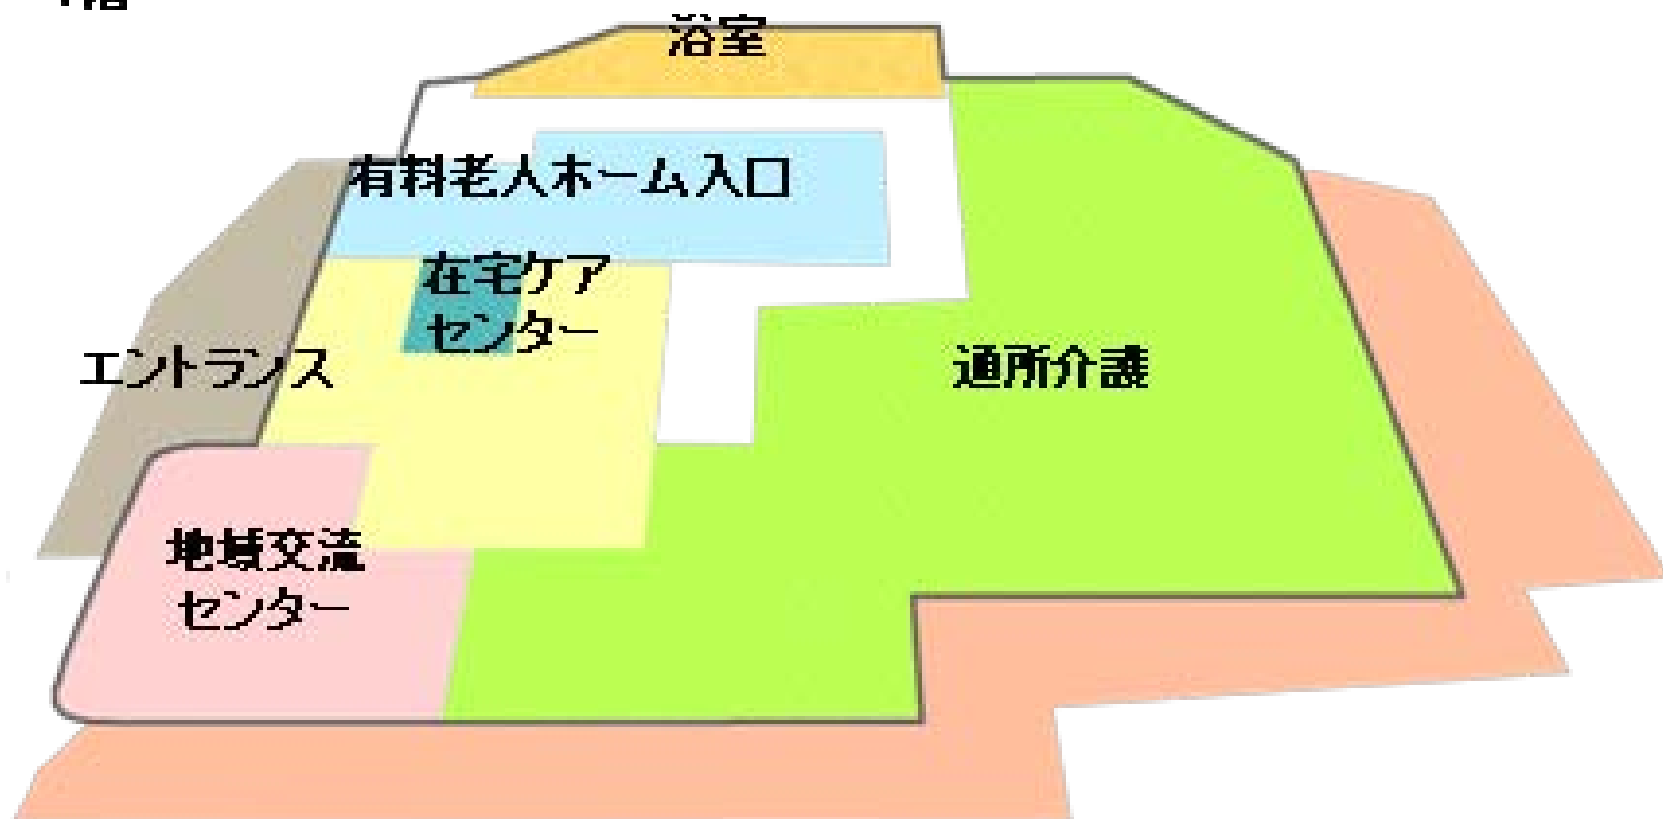 浴室
有料老人ホーム入口
在宅ケア
センター
エントランス
通所介護
地域交流
センター